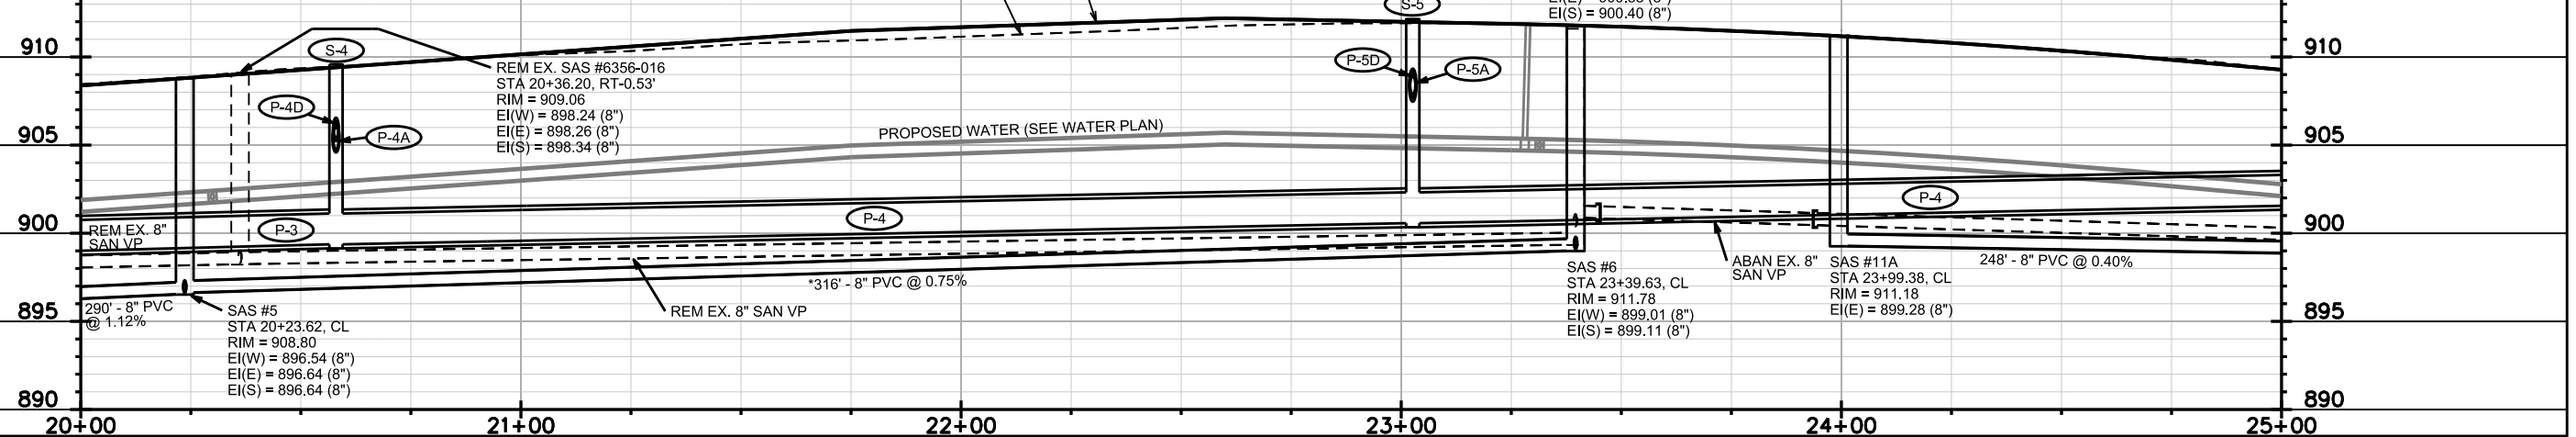 S-5
EI(S) = 900.40 (8")
910
S-4
REM EX. SAS #6356-016
STA 20+36.20, RT-0.53'
RIM = 909.06
EI(W) = 898.24 (8")
EI(E) = 898.26 (8")
EI(S) = 898.34 (8")
P-5D
P-5A
910
P-4D
P-4A
905
PROPOSED WATER (SEE WATER PLAN)
905
P-4
P-4
900
REM EX. 8"
SAN VP
P-3
900
290' - 8" PVC
@ 1.12%
SAS #5
STA 20+23.62, CL
RIM = 908.80
EI(W) = 896.54 (8")
EI(E) = 896.64 (8")
EI(S) = 896.64 (8")
REM EX. 8" SAN VP
*316' - 8" PVC @ 0.75%
SAS #6
STA 23+39.63, CL
RIM = 911.78
EI(W) = 899.01 (8")
EI(S) = 899.11 (8")
ABAN EX. 8"
SAN VP
SAS #11A
STA 23+99.38, CL
RIM = 911.18
EI(E) = 899.28 (8")
248' - 8" PVC @ 0.40%
895
895
890
890
20+00
21+00
22+00
23+00
24+00
25+00